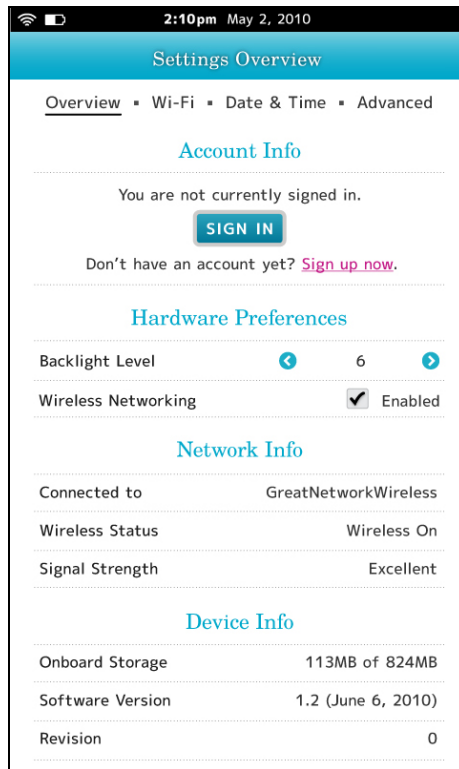 2:10pm May 2, 2010
Settings Overview
Overview ▪ Wi-Fi ▪ Date & Time ▪ Advanced
Account Info
You are not currently signed in.
SIGN IN
Don’t have an account yet? Sign up now.
Hardware Preferences
Backlight Level 6
Wireless Networking Enabled
Network Info
Connected to GreatNetworkWireless
Wireless Status Wireless On
Signal Strength Excellent
Device Info
Onboard Storage 113MB of 824MB
Software Version 1.2 (June 6, 2010)
Revision 0